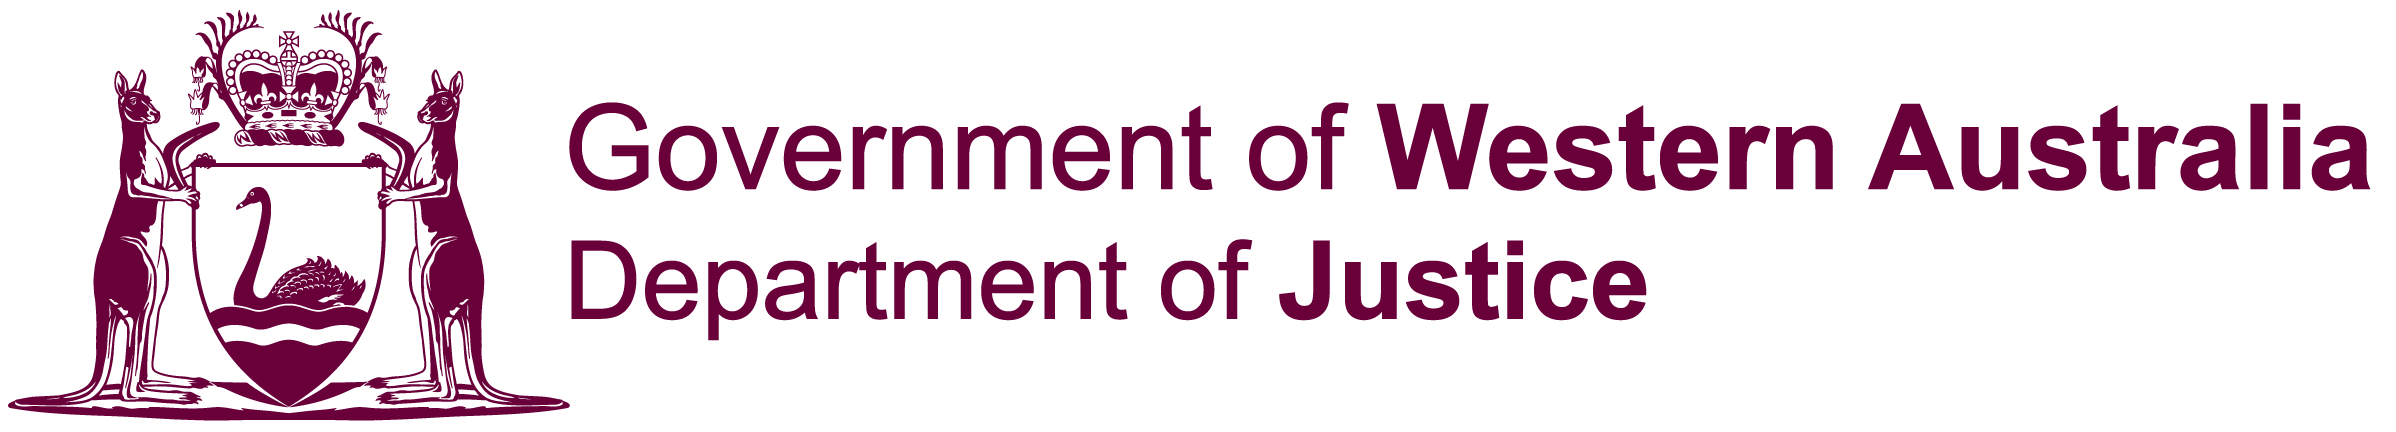 Government of Western Australia
Department of Justice